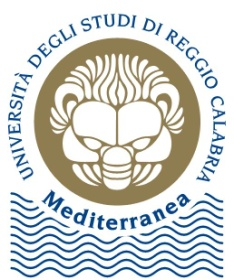 UNIVERSITÀ DEGLI STUDI DI REGGIO CALABRIA
Mediterranea